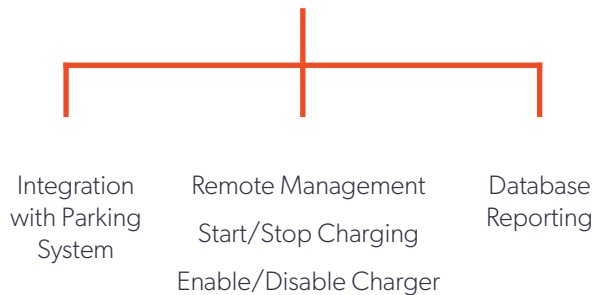 Integration
with Parking
System
Remote Management
Start/Stop Charging
Enable/Disable Charger
Database
Reporting